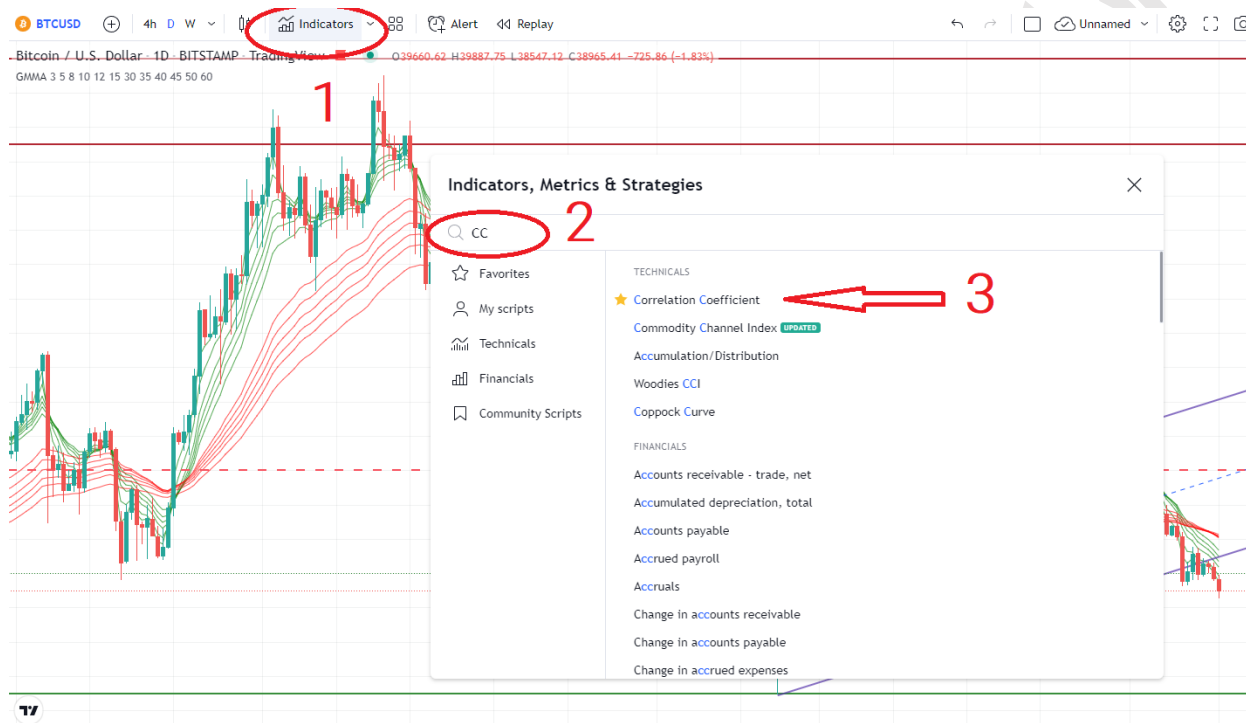 BTCUSD 4h D W Indicators Alert Replay Unnamed
Bitcoin / U.S. Dollar · 1D · BITSTAMP · TradingView O39660.62 H39887.75 L38547.12 C38965.41 −725.86 (−1.83%)
GMMA 3 5 8 10 12 15 30 35 40 45 50 60
1
Indicators, Metrics & Strategies
CC
2
Favorites
My scripts
Technicals
Financials
Community Scripts
TECHNICALS
Correlation Coefficient
3
Commodity Channel Index UPDATED
Accumulation/Distribution
Woodies CCI
Coppock Curve
FINANCIALS
Accounts receivable - trade, net
Accumulated depreciation, total
Accounts payable
Accrued payroll
Accruals
Change in accounts receivable
Change in accounts payable
Change in accrued expenses